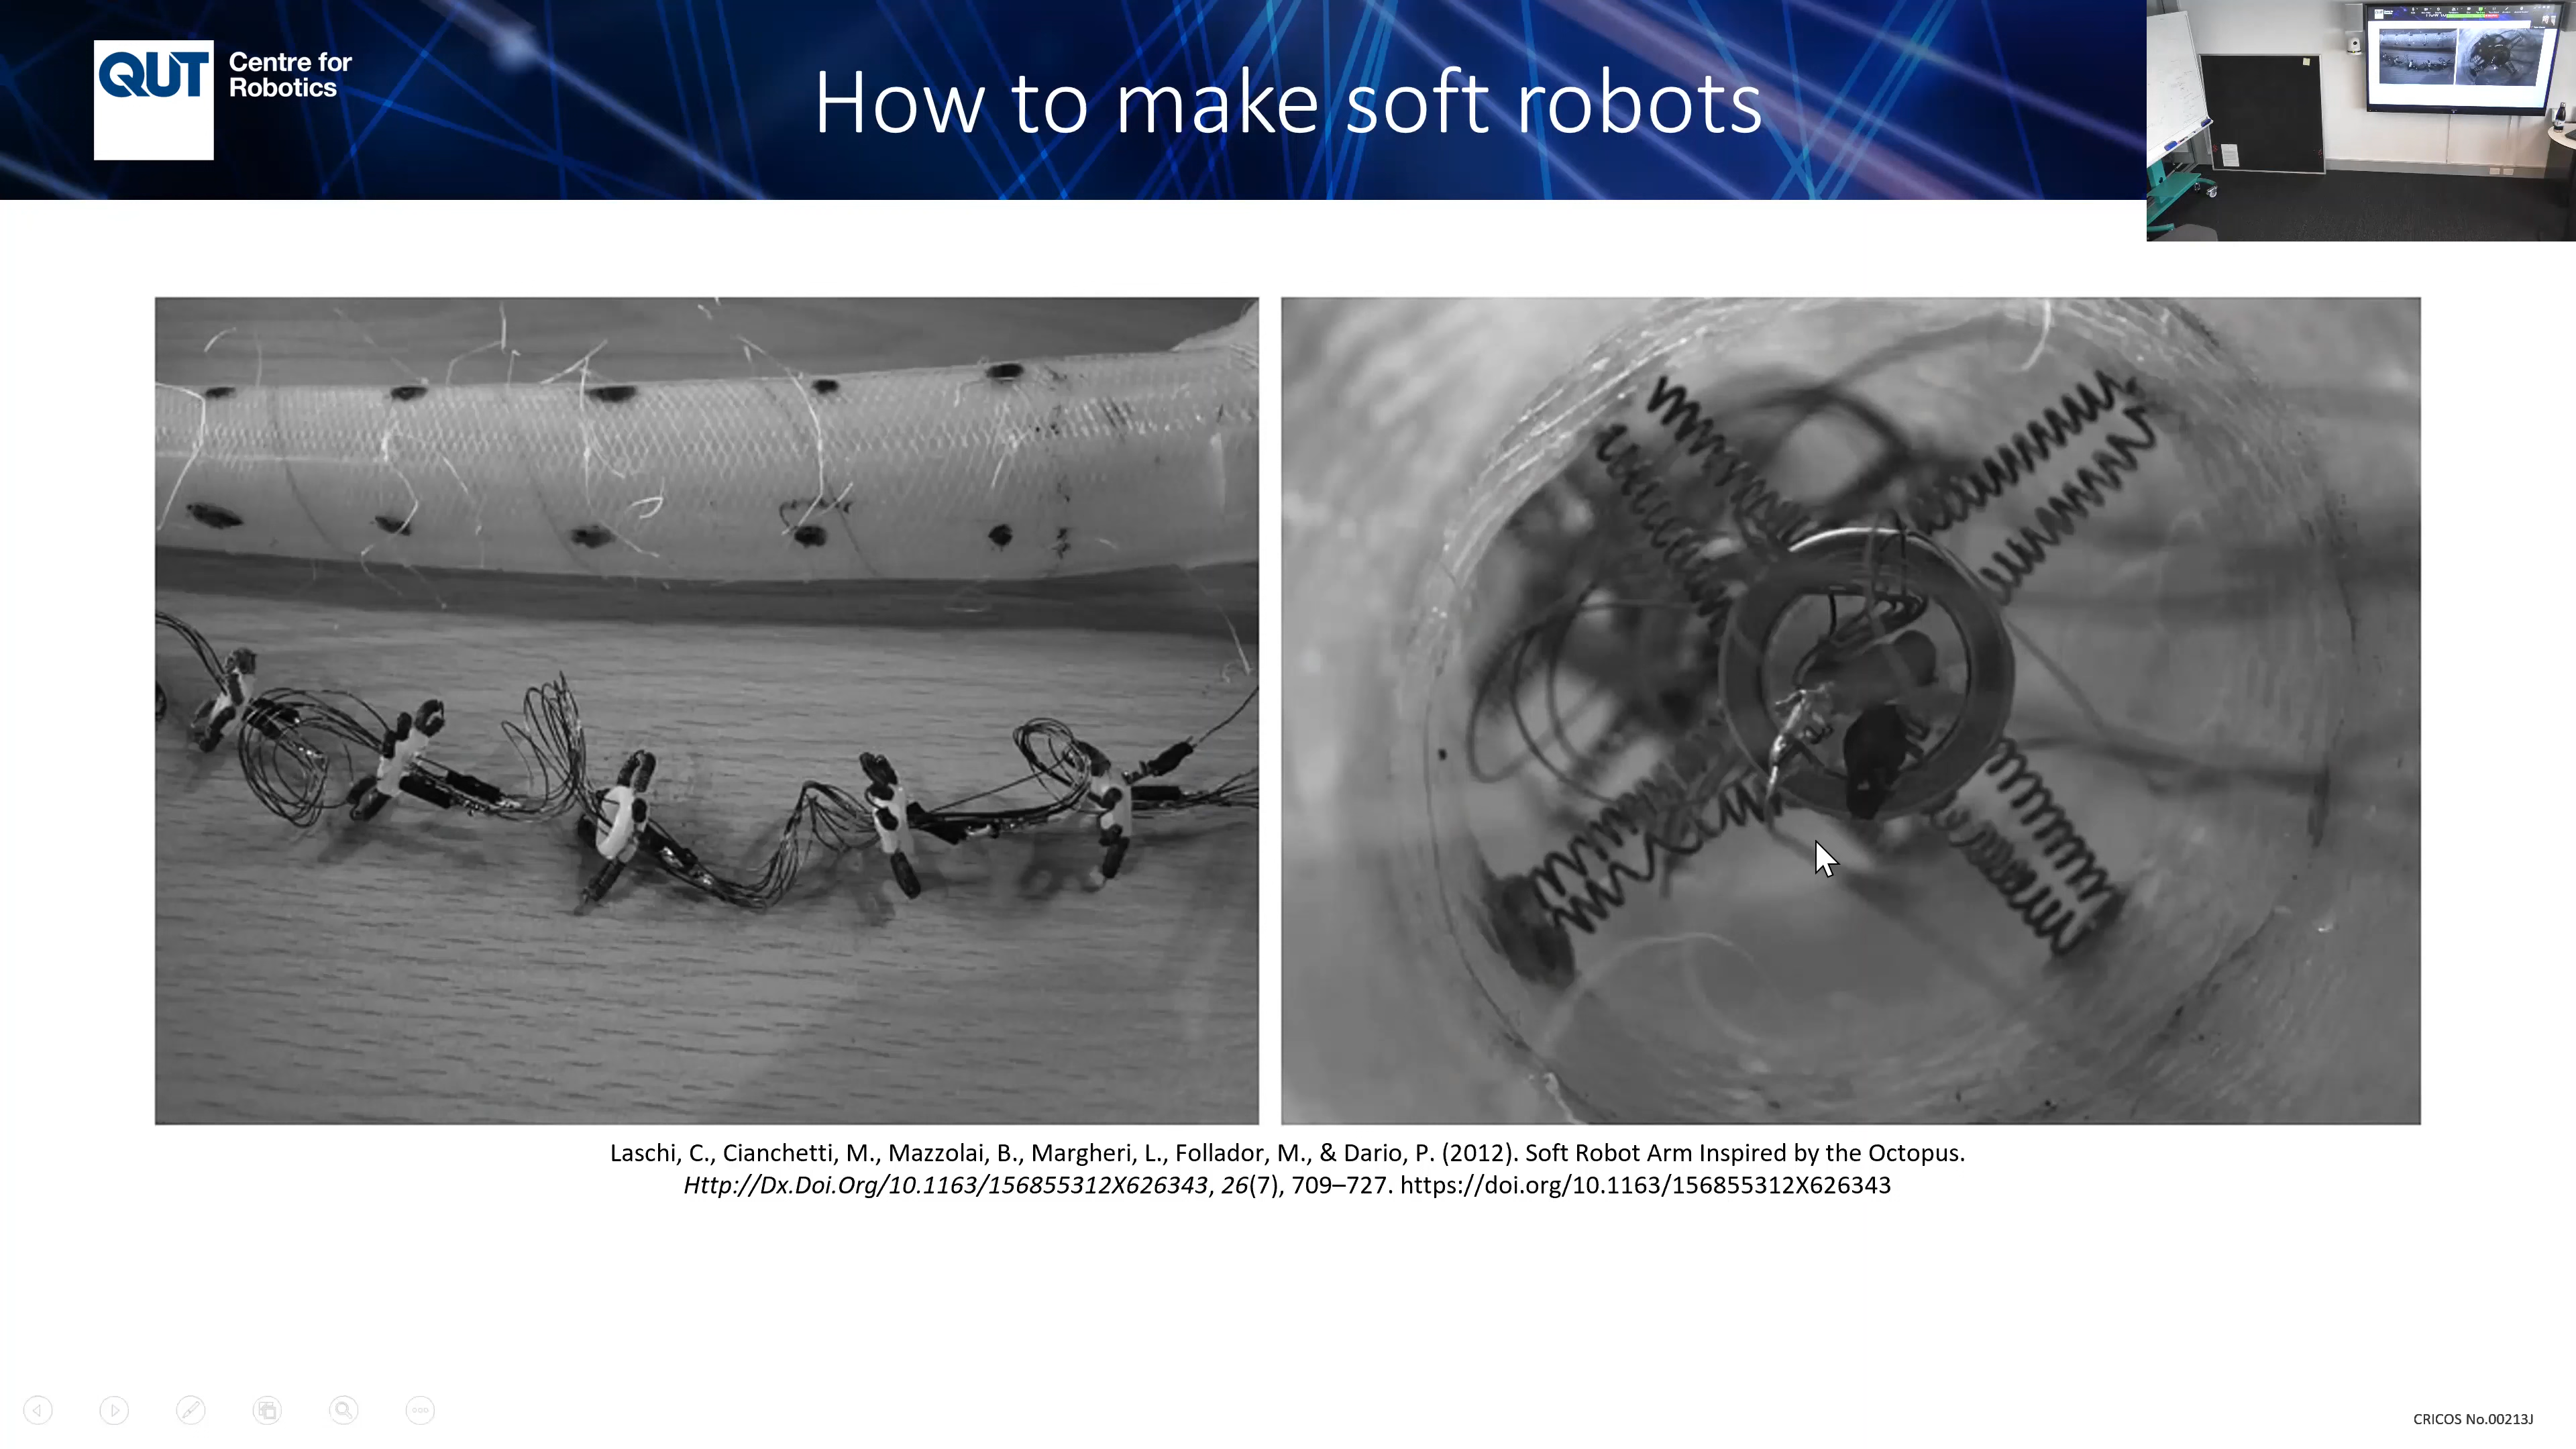 QUT
Centre for
Robotics
How to make soft robots
Laschi, C., Cianchetti, M., Mazzolai, B., Margheri, L., Follador, M., & Dario, P. (2012). Soft Robot Arm Inspired by the Octopus.
Http://Dx.Doi.Org/10.1163/156855312X626343, 26(7), 709–727. https://doi.org/10.1163/156855312X626343
CRICOS No.00213J